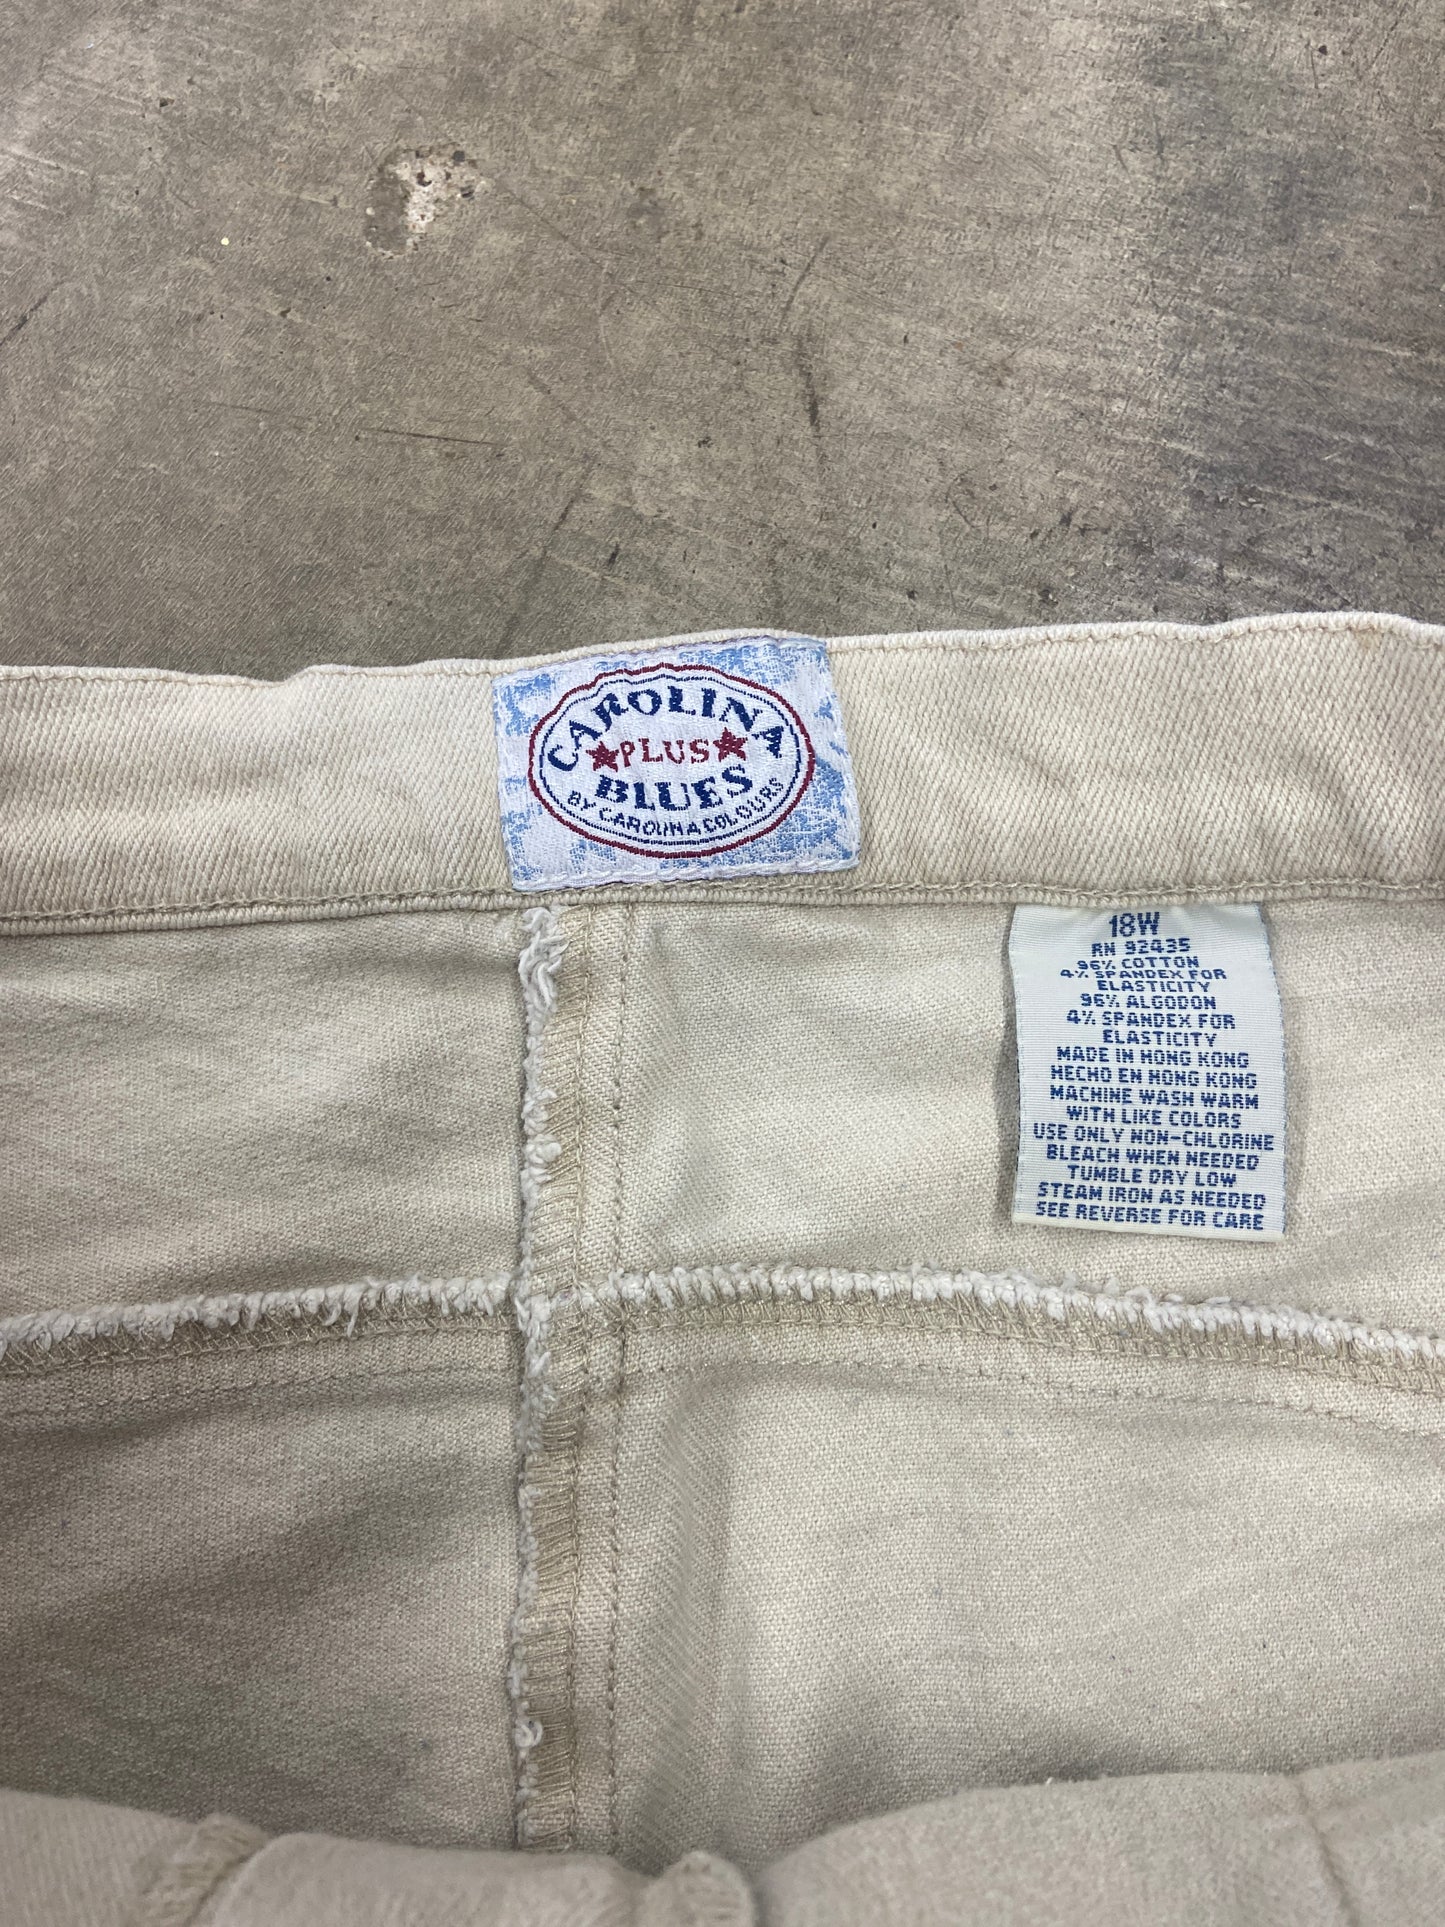 CAROLINA
PLUS
BLUES
BY CAROLINA COLOURS
18W
RN 92435
96% COTTON
4% SPANDEX FOR
ELASTICITY
96% ALGODON
4% SPANDEX FOR
ELASTICITY
MADE IN HONG KONG
HECHO EN HONG KONG
MACHINE WASH WARM
WITH LIKE COLORS
USE ONLY NON-CHLORINE
BLEACH WHEN NEEDED
TUMBLE DRY LOW
STEAM IRON AS NEEDED
SEE REVERSE FOR CARE